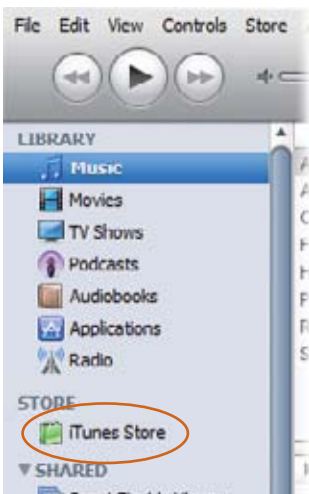 File Edit View Controls Store
LIBRARY
Music
Movies
TV Shows
Podcasts
Audiobooks
Applications
Radio
STORE
iTunes Store
SHARED